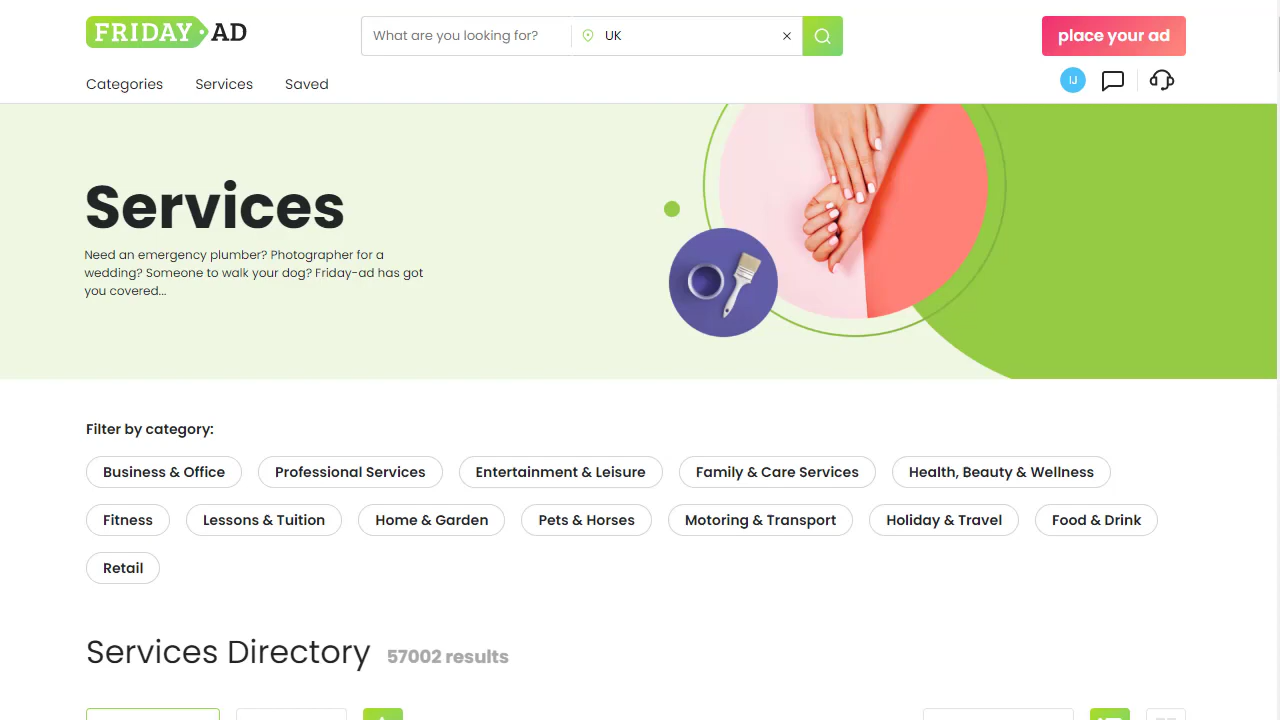 FRIDAY AD
What are you looking for?
UK
place your ad
Categories
Services
Saved
IJ
Services
Need an emergency plumber? Photographer for a
wedding? Someone to walk your dog? Friday-ad has got
you covered...
Filter by category:
Business & Office
Professional Services
Entertainment & Leisure
Family & Care Services
Health, Beauty & Wellness
Fitness
Lessons & Tuition
Home & Garden
Pets & Horses
Motoring & Transport
Holiday & Travel
Food & Drink
Retail
Services Directory
57002 results